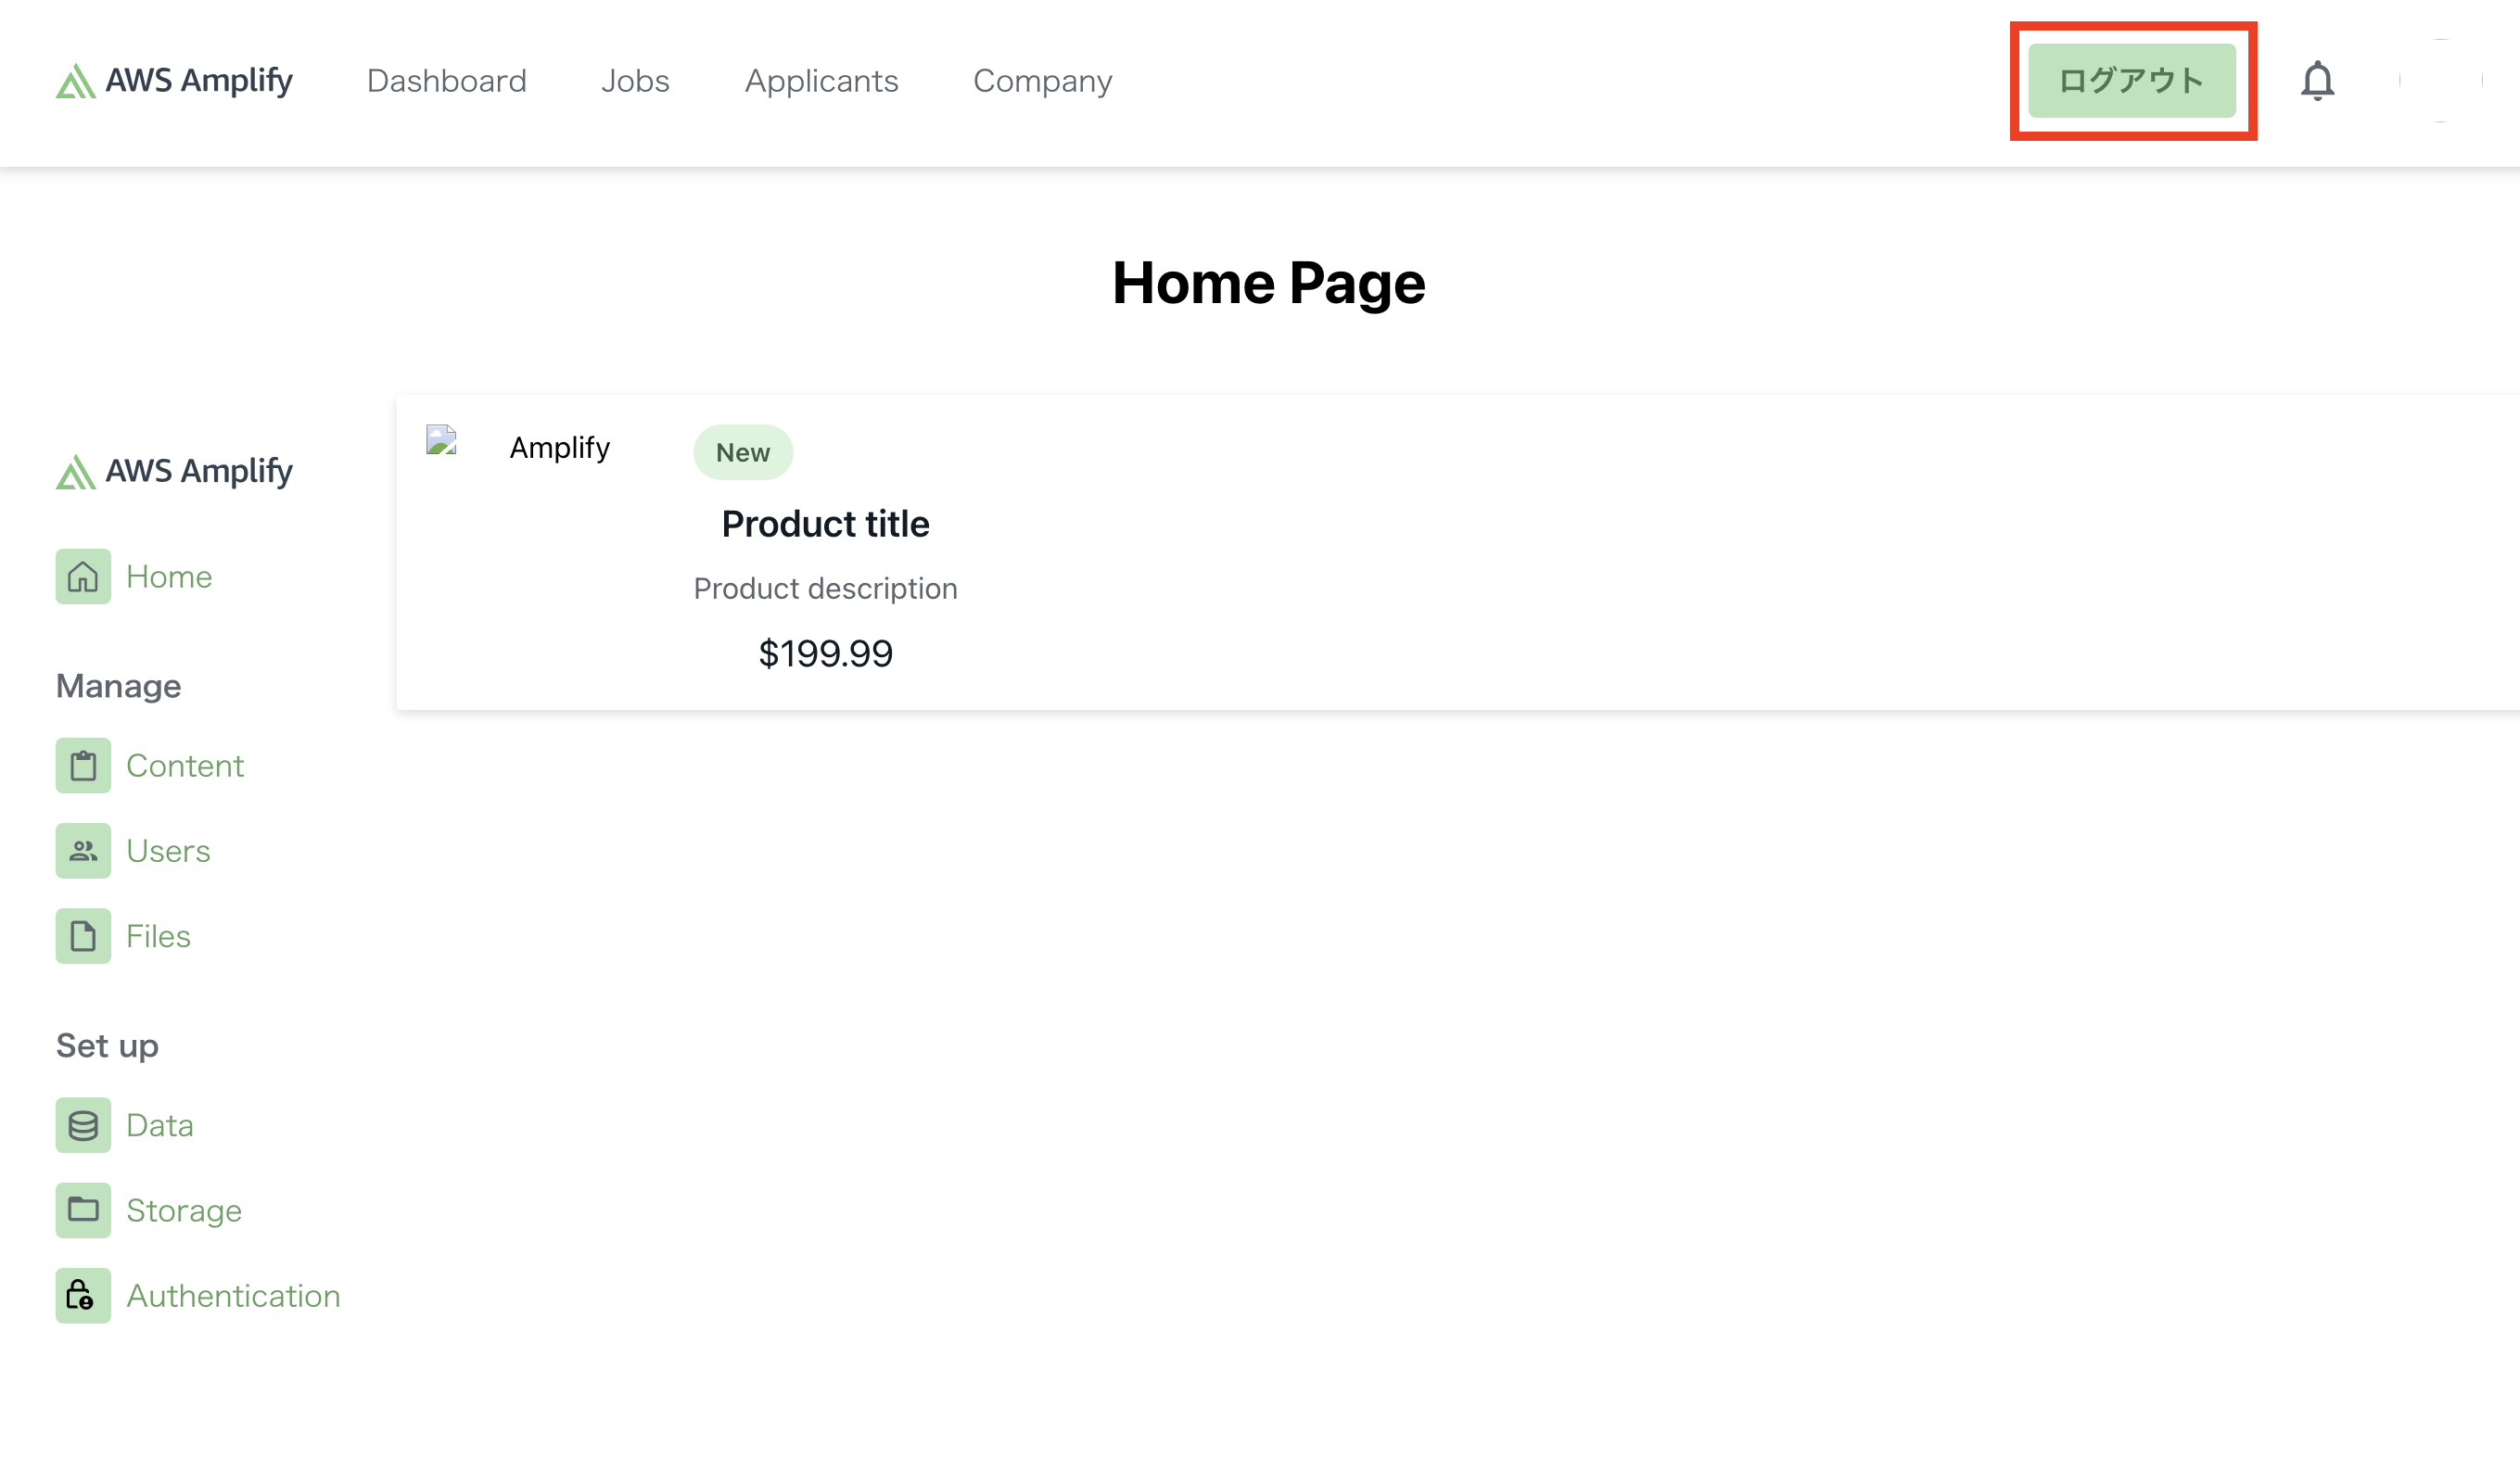 AWS Amplify
Dashboard
Jobs
Applicants
Company
ログアウト
Home Page
AWS Amplify
Home
Manage
Content
Users
Files
Set up
Data
Storage
Authentication
Amplify
New
Product title
Product description
$199.99